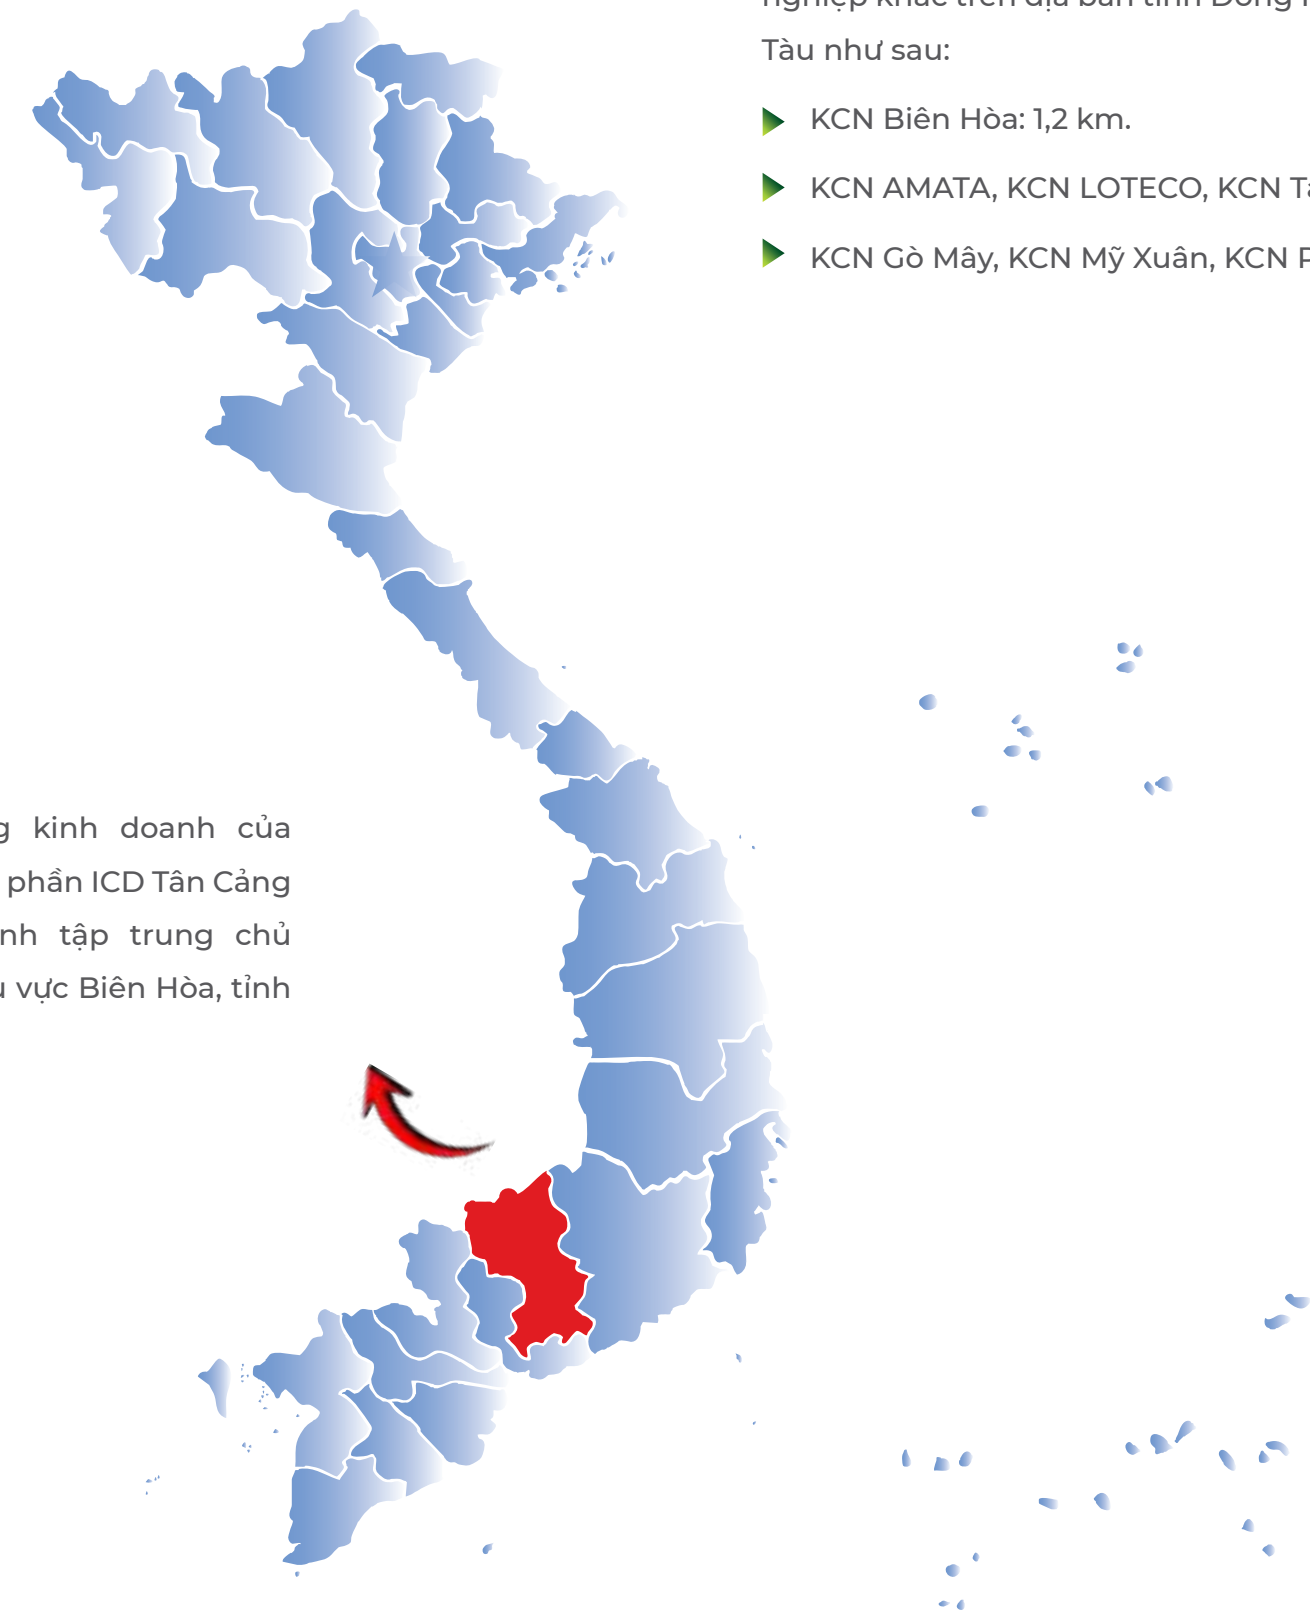 Tàu như sau:
KCN Biên Hòa: 1,2 km.
KCN AMATA, KCN LOTECO, KCN
KCN Gò Mây, KCN Mỹ Xuân, KCN
kinh doanh của
phần ICD Tân Cảng
tập trung chủ
vực Biên Hòa, tỉnh